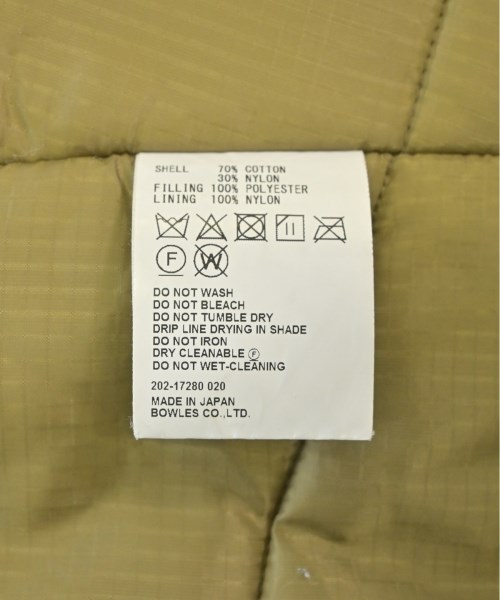 SHELL 70% COTTON
30% NYLON
FILLING 100% POLYESTER
LINING 100% NYLON
F W
DO NOT WASH
DO NOT BLEACH
DO NOT TUMBLE DRY
DRIP LINE DRYING IN SHADE
DO NOT IRON
DRY CLEANABLE Ⓕ
DO NOT WET-CLEANING
202-17280 020
MADE IN JAPAN
BOWLES CO.,LTD.